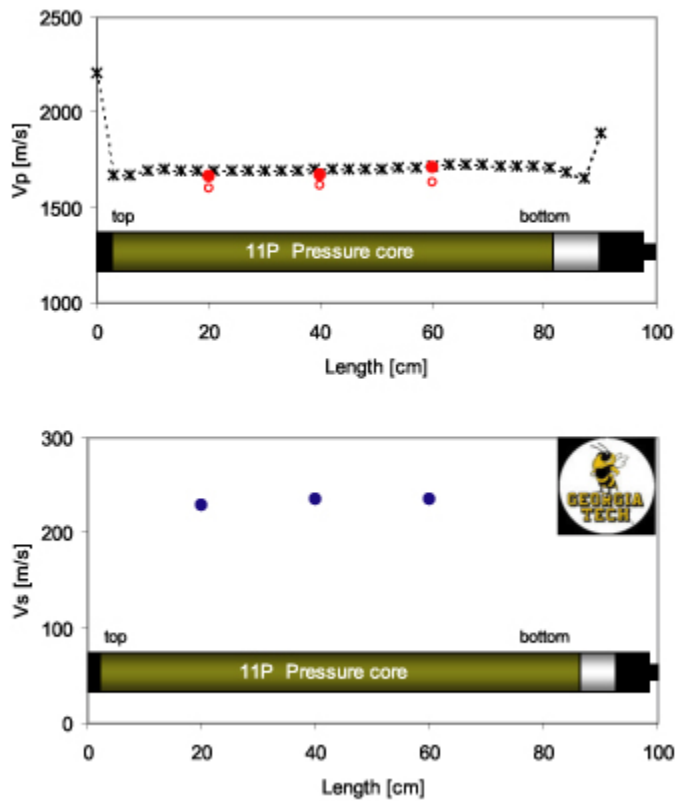 2500
2000
1500
1000
Vp [m/s]
top
bottom
11P Pressure core
0
20
40
60
80
100
Length [cm]
300
200
100
0
Vs [m/s]
GEORGIA
TECH
top
bottom
11P Pressure core
0
20
40
60
80
100
Length [cm]